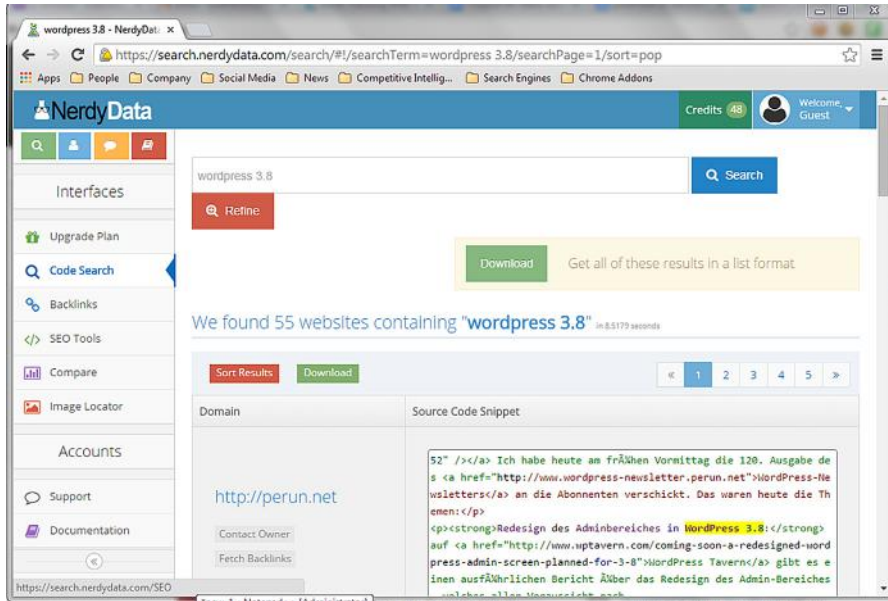 wordpress 3.8 - NerdyDat
https://search.nerdydata.com/search/#!/searchTerm=wordpress 3.8/searchPage=1/sort=pop
Apps People Company Social Media News Competitive Intellig... Search Engines Chrome Addons
NerdyData
Credits 48
Welcome,
Guest
Interfaces
Upgrade Plan
Code Search
Backlinks
SEO Tools
Compare
Image Locator
Accounts
Support
Documentation
https://search.nerdydata.com/SEO
wordpress 3.8
Search
Refine
Download Get all of these results in a list format
We found 55 websites containing "wordpress 3.8" in 8.5179 seconds
Sort Results Download
« 1 2 3 4 5 »
Domain Source Code Snippet
http://perun.net
Contact Owner
Fetch Backlinks
52" /></a> Ich habe heute am frÃ¼hen Vormittag die 120. Ausgabe de
s <a href="http://www.wordpress-newsletter.perun.net">WordPress-Ne
wsletters</a> an die Abonnenten verschickt. Das waren heute die Th
emen:</p>
<p><strong>Redesign des Adminbereiches in WordPress 3.8:</strong>
auf <a href="http://www.wptavern.com/coming-soon-a-redesigned-word
press-admin-screen-planned-for-3-8">WordPress Tavern</a> gibt es e
inen ausfÃ¼hrlichen Bericht Ã¼ber das Redesign des Admin-Bereiches